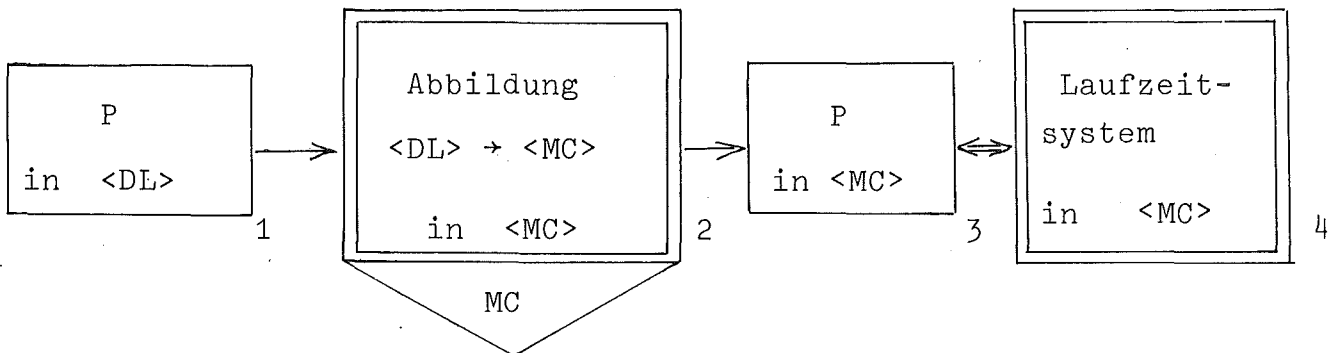 P
in <DL>
1
Abbildung
<DL> → <MC>
in <MC>
2
MC
P
in <MC>
3
Laufzeit-
system
in <MC>
4